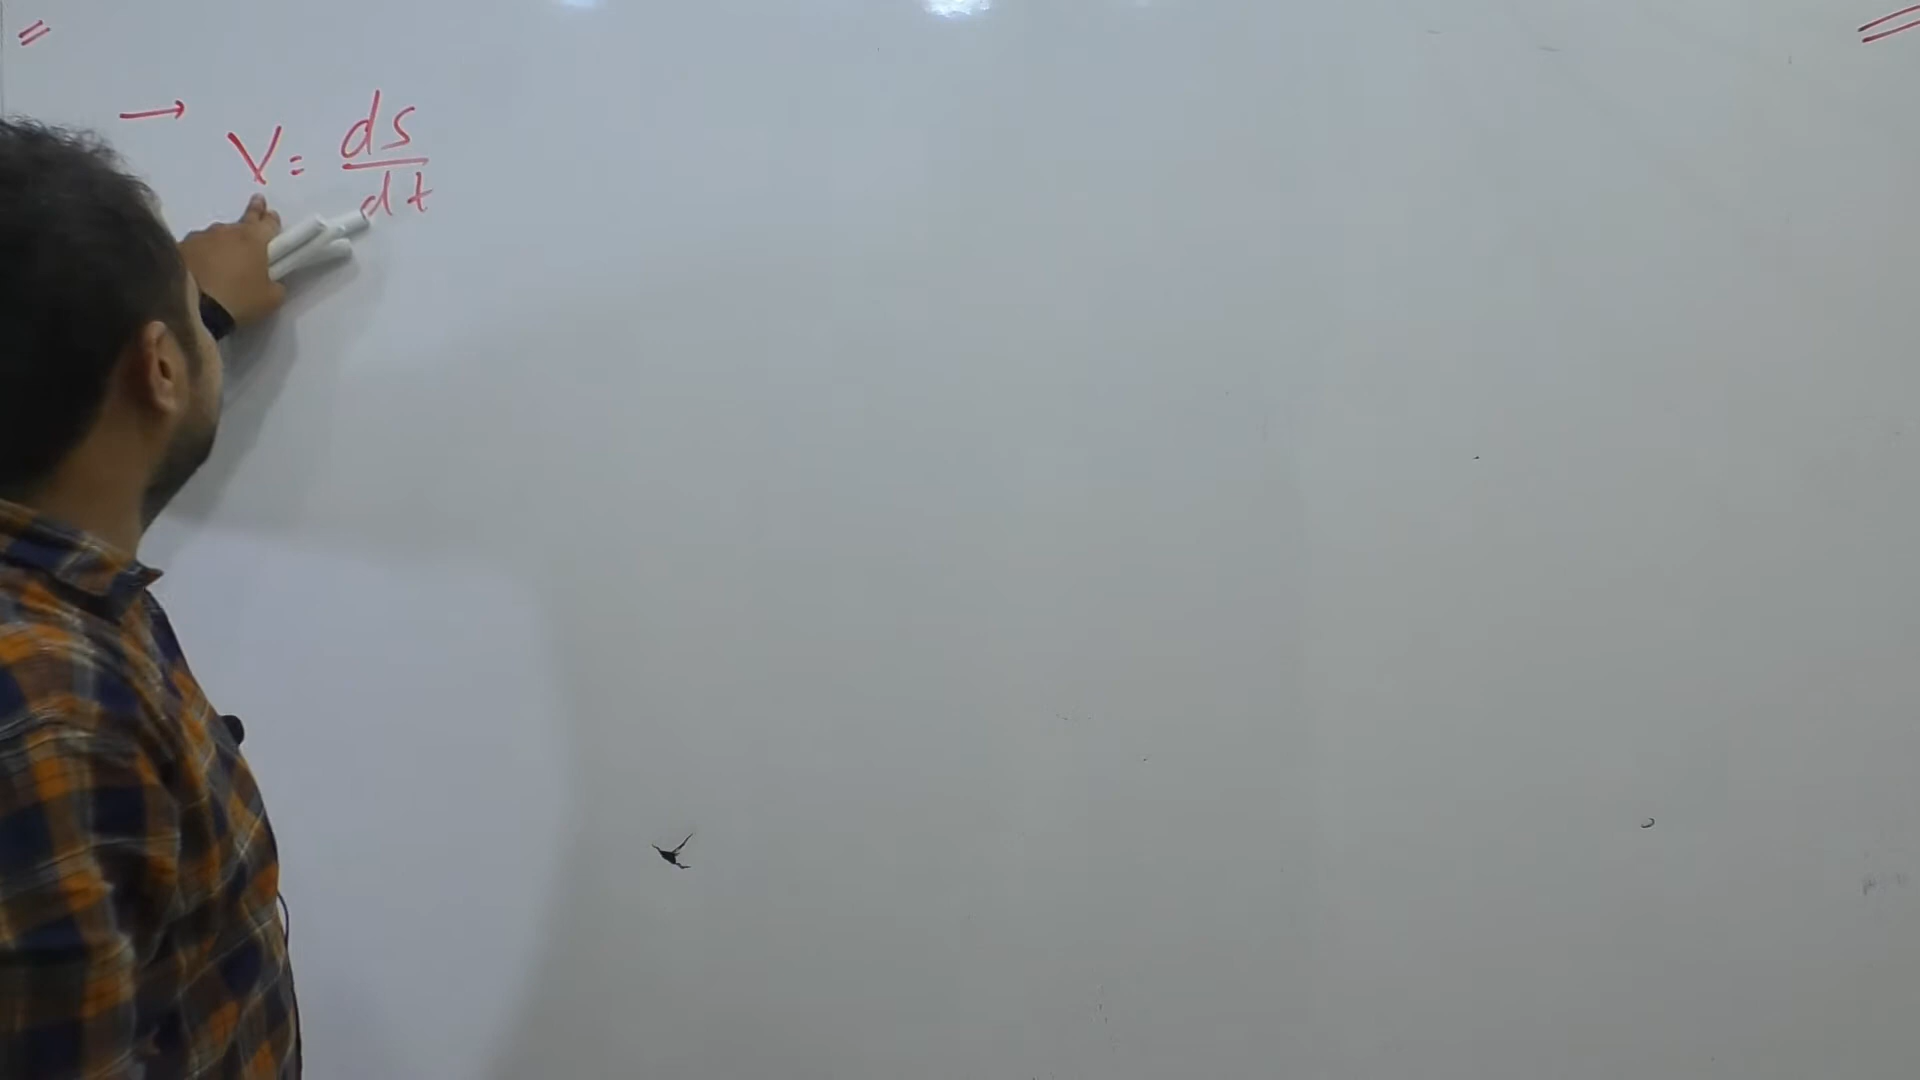 → V = ds/dt